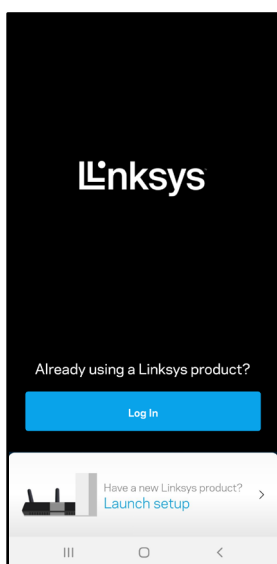 Linksys
Already using a Linksys product?
Log In
Have a new Linksys product?
Launch setup